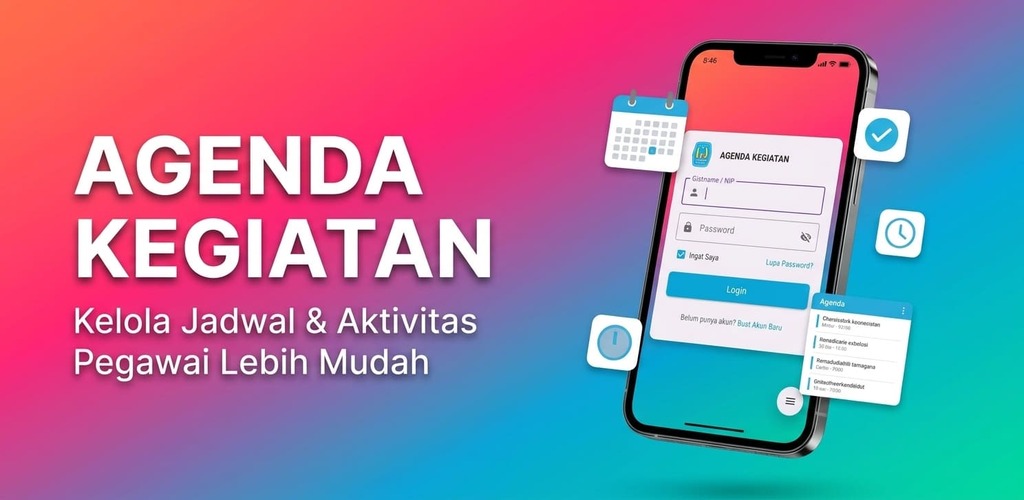 AGENDA
KEGIATAN
Kelola Jadwal & Aktivitas
Pegawai Lebih Mudah
8:46
AGENDA KEGIATAN
Gistname / NIP
Password
Ingat Saya
Lupa Password?
Login
Belum punya akun? Bust Akun Baru
Agenda